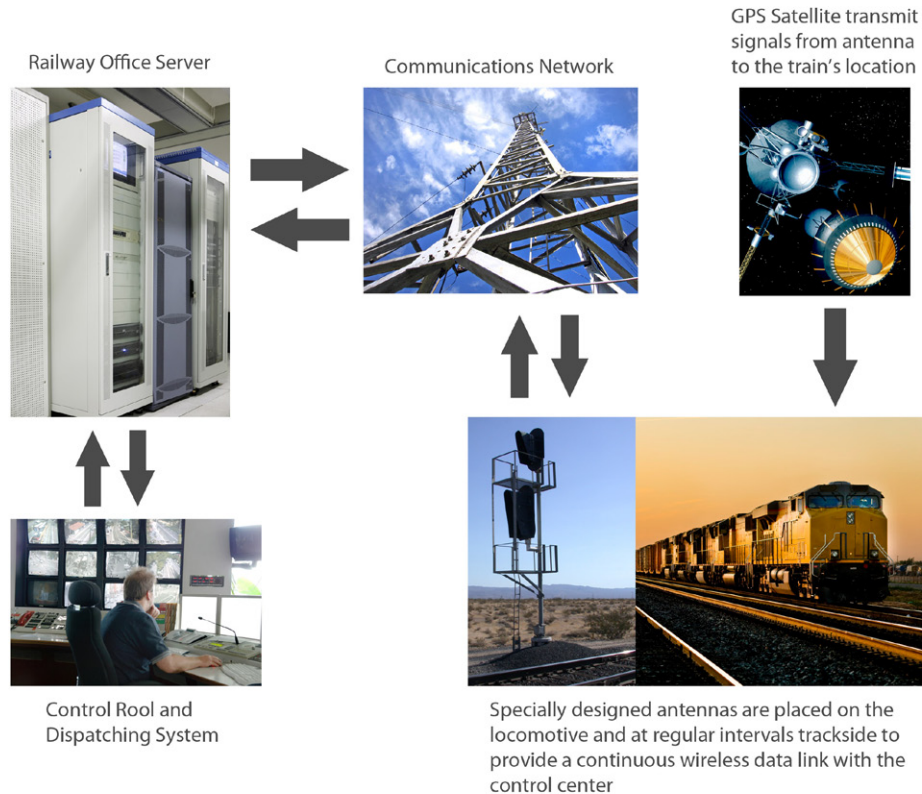 Railway Office Server
Communications Network
GPS Satellite transmit
signals from antenna
to the train's location
Control Rool and
Dispatching System
Specially designed antennas are placed on the
locomotive and at regular intervals trackside to
provide a continuous wireless data link with the
control center